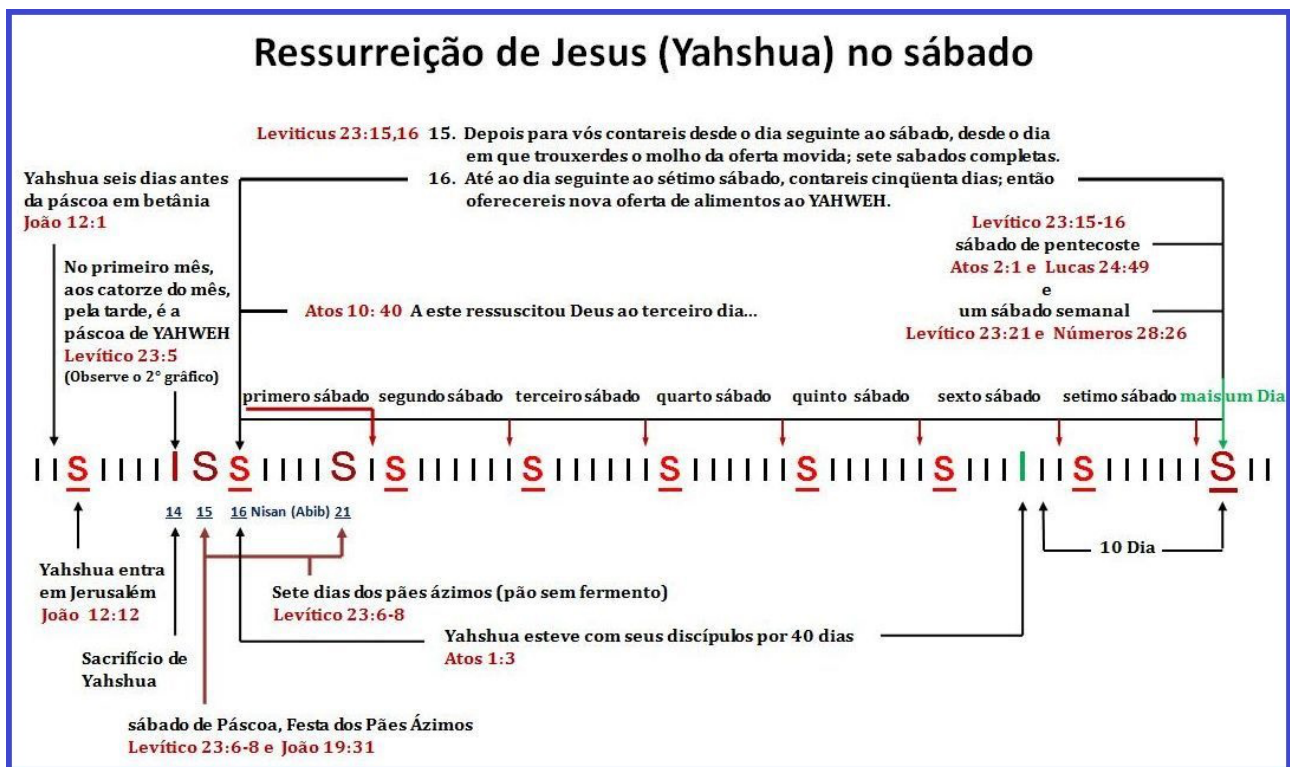 Ressurreição de Jesus (Yahshua) no sábado
Leviticus 23:15,16 15. Depois para vós contareis desde o dia seguinte ao sábado, desde o dia
em que trouxerdes o molho da oferta movida; sete sabados completas.
16. Até ao dia seguinte ao sétimo sábado, contareis cinqüenta dias; então
oferecereis nova oferta de alimentos ao YAHWEH.
Yahshua seis dias antes
da páscoa em betânia
João 12:1
No primeiro mês,
aos catorze do mês,
pela tarde, é a
páscoa de YAHWEH
Levítico 23:5
(Observe o 2° gráfico)
Atos 10: 40 A este ressuscitou Deus ao terceiro dia...
Levítico 23:15-16
sábado de pentecoste
Atos 2:1 e Lucas 24:49
e
um sábado semanal
Levítico 23:21 e Números 28:26
primero sábado segundo sábado terceiro sábado quarto sábado quinto sábado sexto sábado setimo sábado mais um Dia
I I S I I I I I S S I I I I S I S I I I I I I S I I I I I I S I I I I I I S I I I I I I S I I I I I I S I I I I I I S I I
14 15 16 Nisan (Abib) 21
10 Dia
Yahshua entra
em Jerusalém
João 12:12
Sete dias dos pães ázimos (pão sem fermento)
Levítico 23:6-8
Yahshua esteve com seus discípulos por 40 dias
Atos 1:3
Sacrifício de
Yahshua
sábado de Páscoa, Festa dos Pães Ázimos
Levítico 23:6-8 e João 19:31